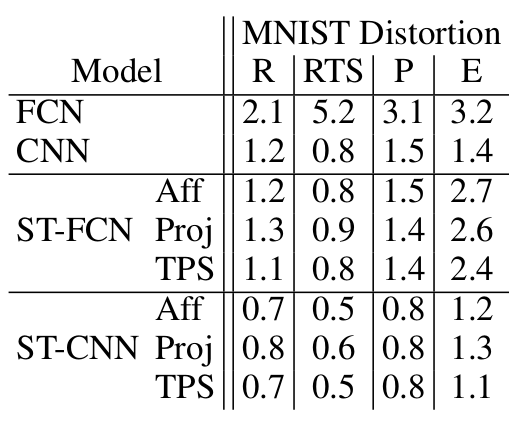 MNIST Distortion
Model R RTS P E
FCN 2.1 5.2 3.1 3.2
CNN 1.2 0.8 1.5 1.4
Aff 1.2 0.8 1.5 2.7
ST-FCN Proj 1.3 0.9 1.4 2.6
TPS 1.1 0.8 1.4 2.4
Aff 0.7 0.5 0.8 1.2
ST-CNN Proj 0.8 0.6 0.8 1.3
TPS 0.7 0.5 0.8 1.1